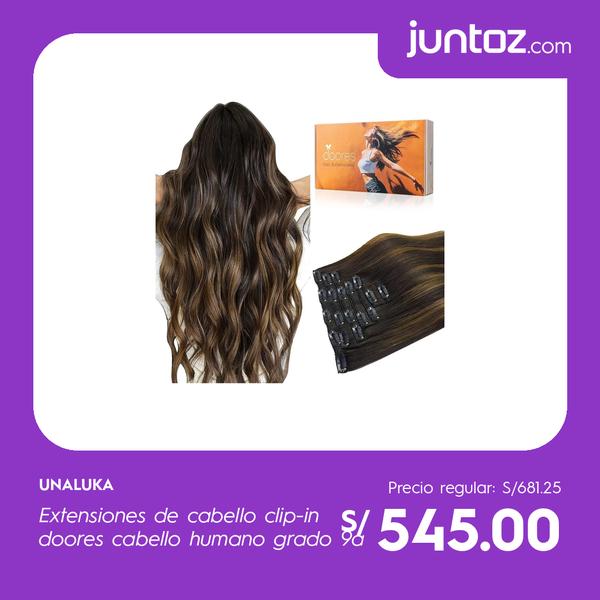 juntoz.com
doores
UNALUKA
Precio regular: S/681.25
Extensiones de cabello clip-in
doores cabello humano grado 9a
S/ 545.00